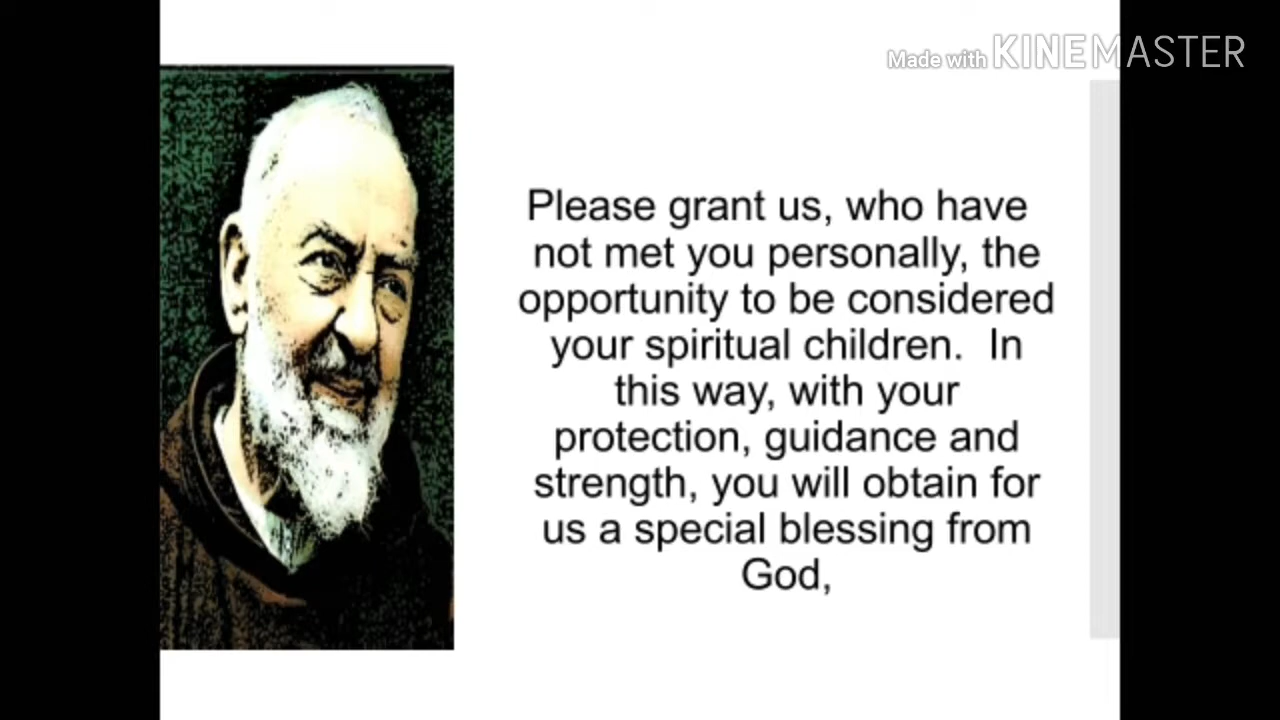 Made with KINEMASTER
Please grant us, who have
not met you personally, the
opportunity to be considered
your spiritual children.  In
this way, with your
protection, guidance and
strength, you will obtain for
us a special blessing from
God,